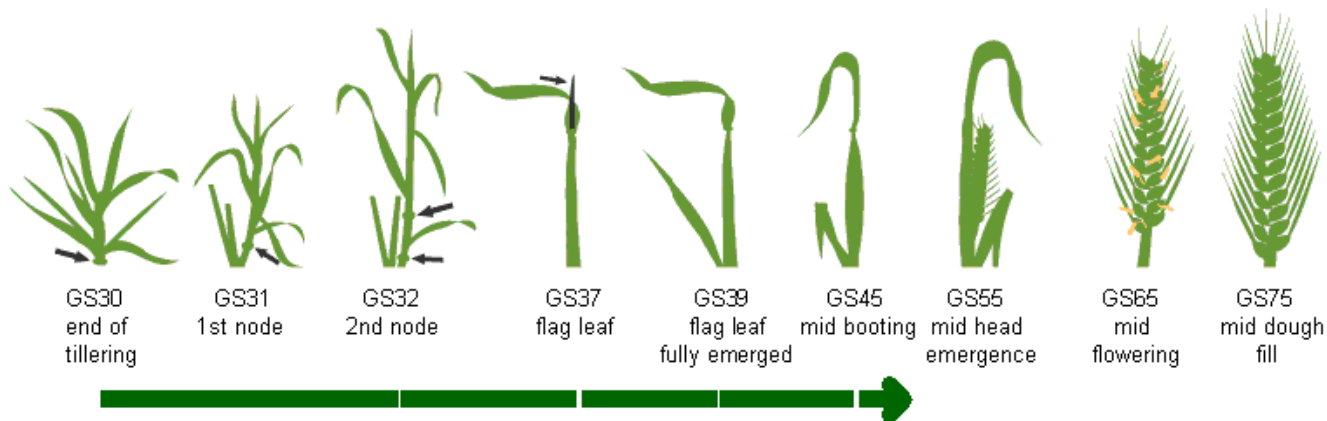 GS30
end of
tillering
GS31
1st node
GS32
2nd node
GS37
flag leaf
GS39
flag leaf
fully emerged
GS45
mid booting
GS55
mid head
emergence
GS65
mid
flowering
GS75
mid dough
fill